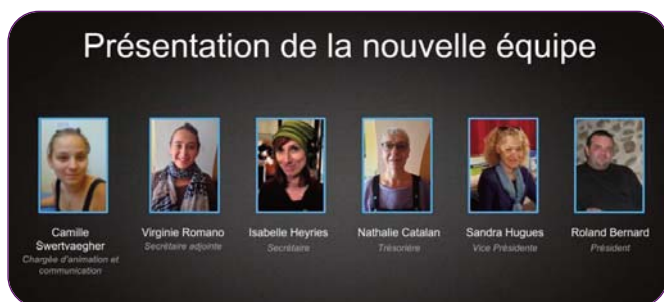 Présentation de la nouvelle équipe
Camille
Swertvaegher
Chargée d'animation et
communication
Virginie Romano
Secrétaire adjointe
Isabelle Heyries
Secrétaire
Nathalie Catalan
Trésorière
Sandra Hugues
Vice Présidente
Roland Bernard
Président